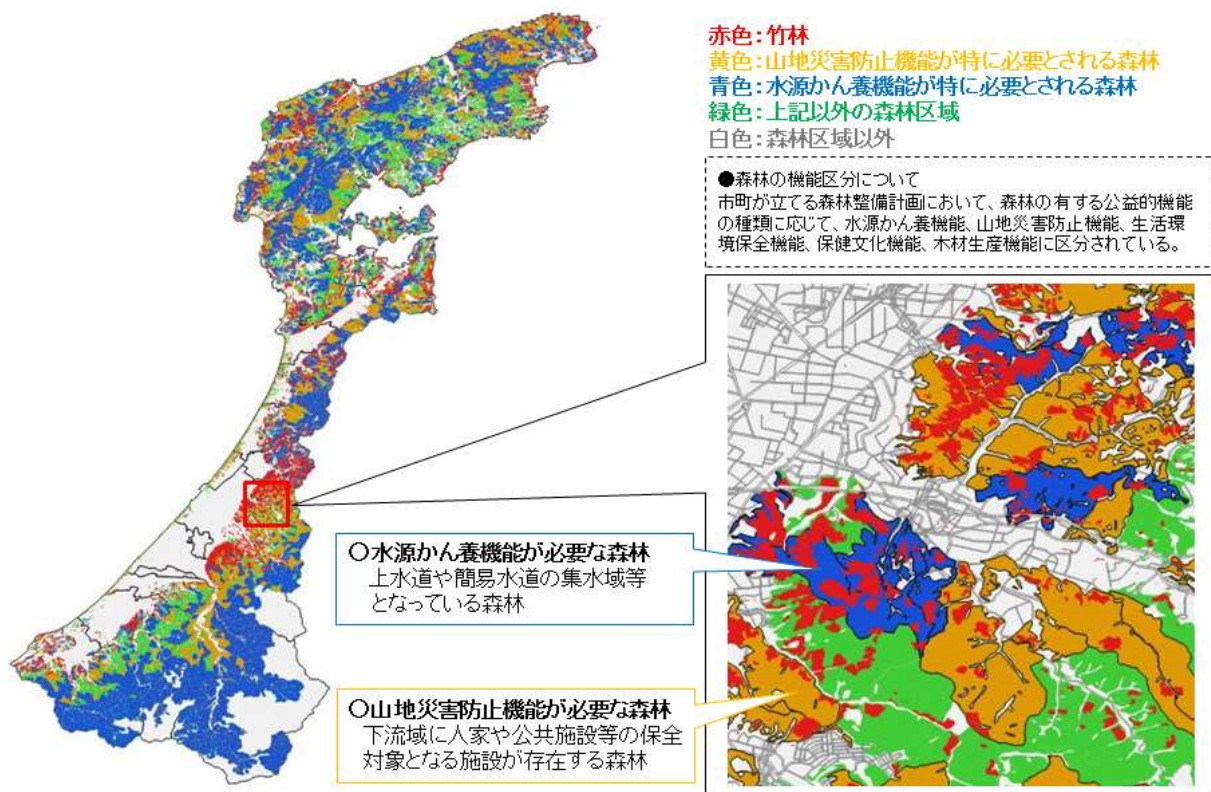 赤色：竹林
黄色：山地災害防止機能が特に必要とされる森林
青色：水源かん養機能が特に必要とされる森林
緑色：上記以外の森林区域
白色：森林区域以外
●森林の機能区分について
市町が立てる森林整備計画において、森林の有する公益的機能
の種類に応じて、水源かん養機能、山地災害防止機能、生活環
境保全機能、保健文化機能、木材生産機能に区分されている。
○水源かん養機能が必要な森林
上水道や簡易水道の集水域等
となっている森林
○山地災害防止機能が必要な森林
下流域に人家や公共施設等の保全
対象となる施設が存在する森林